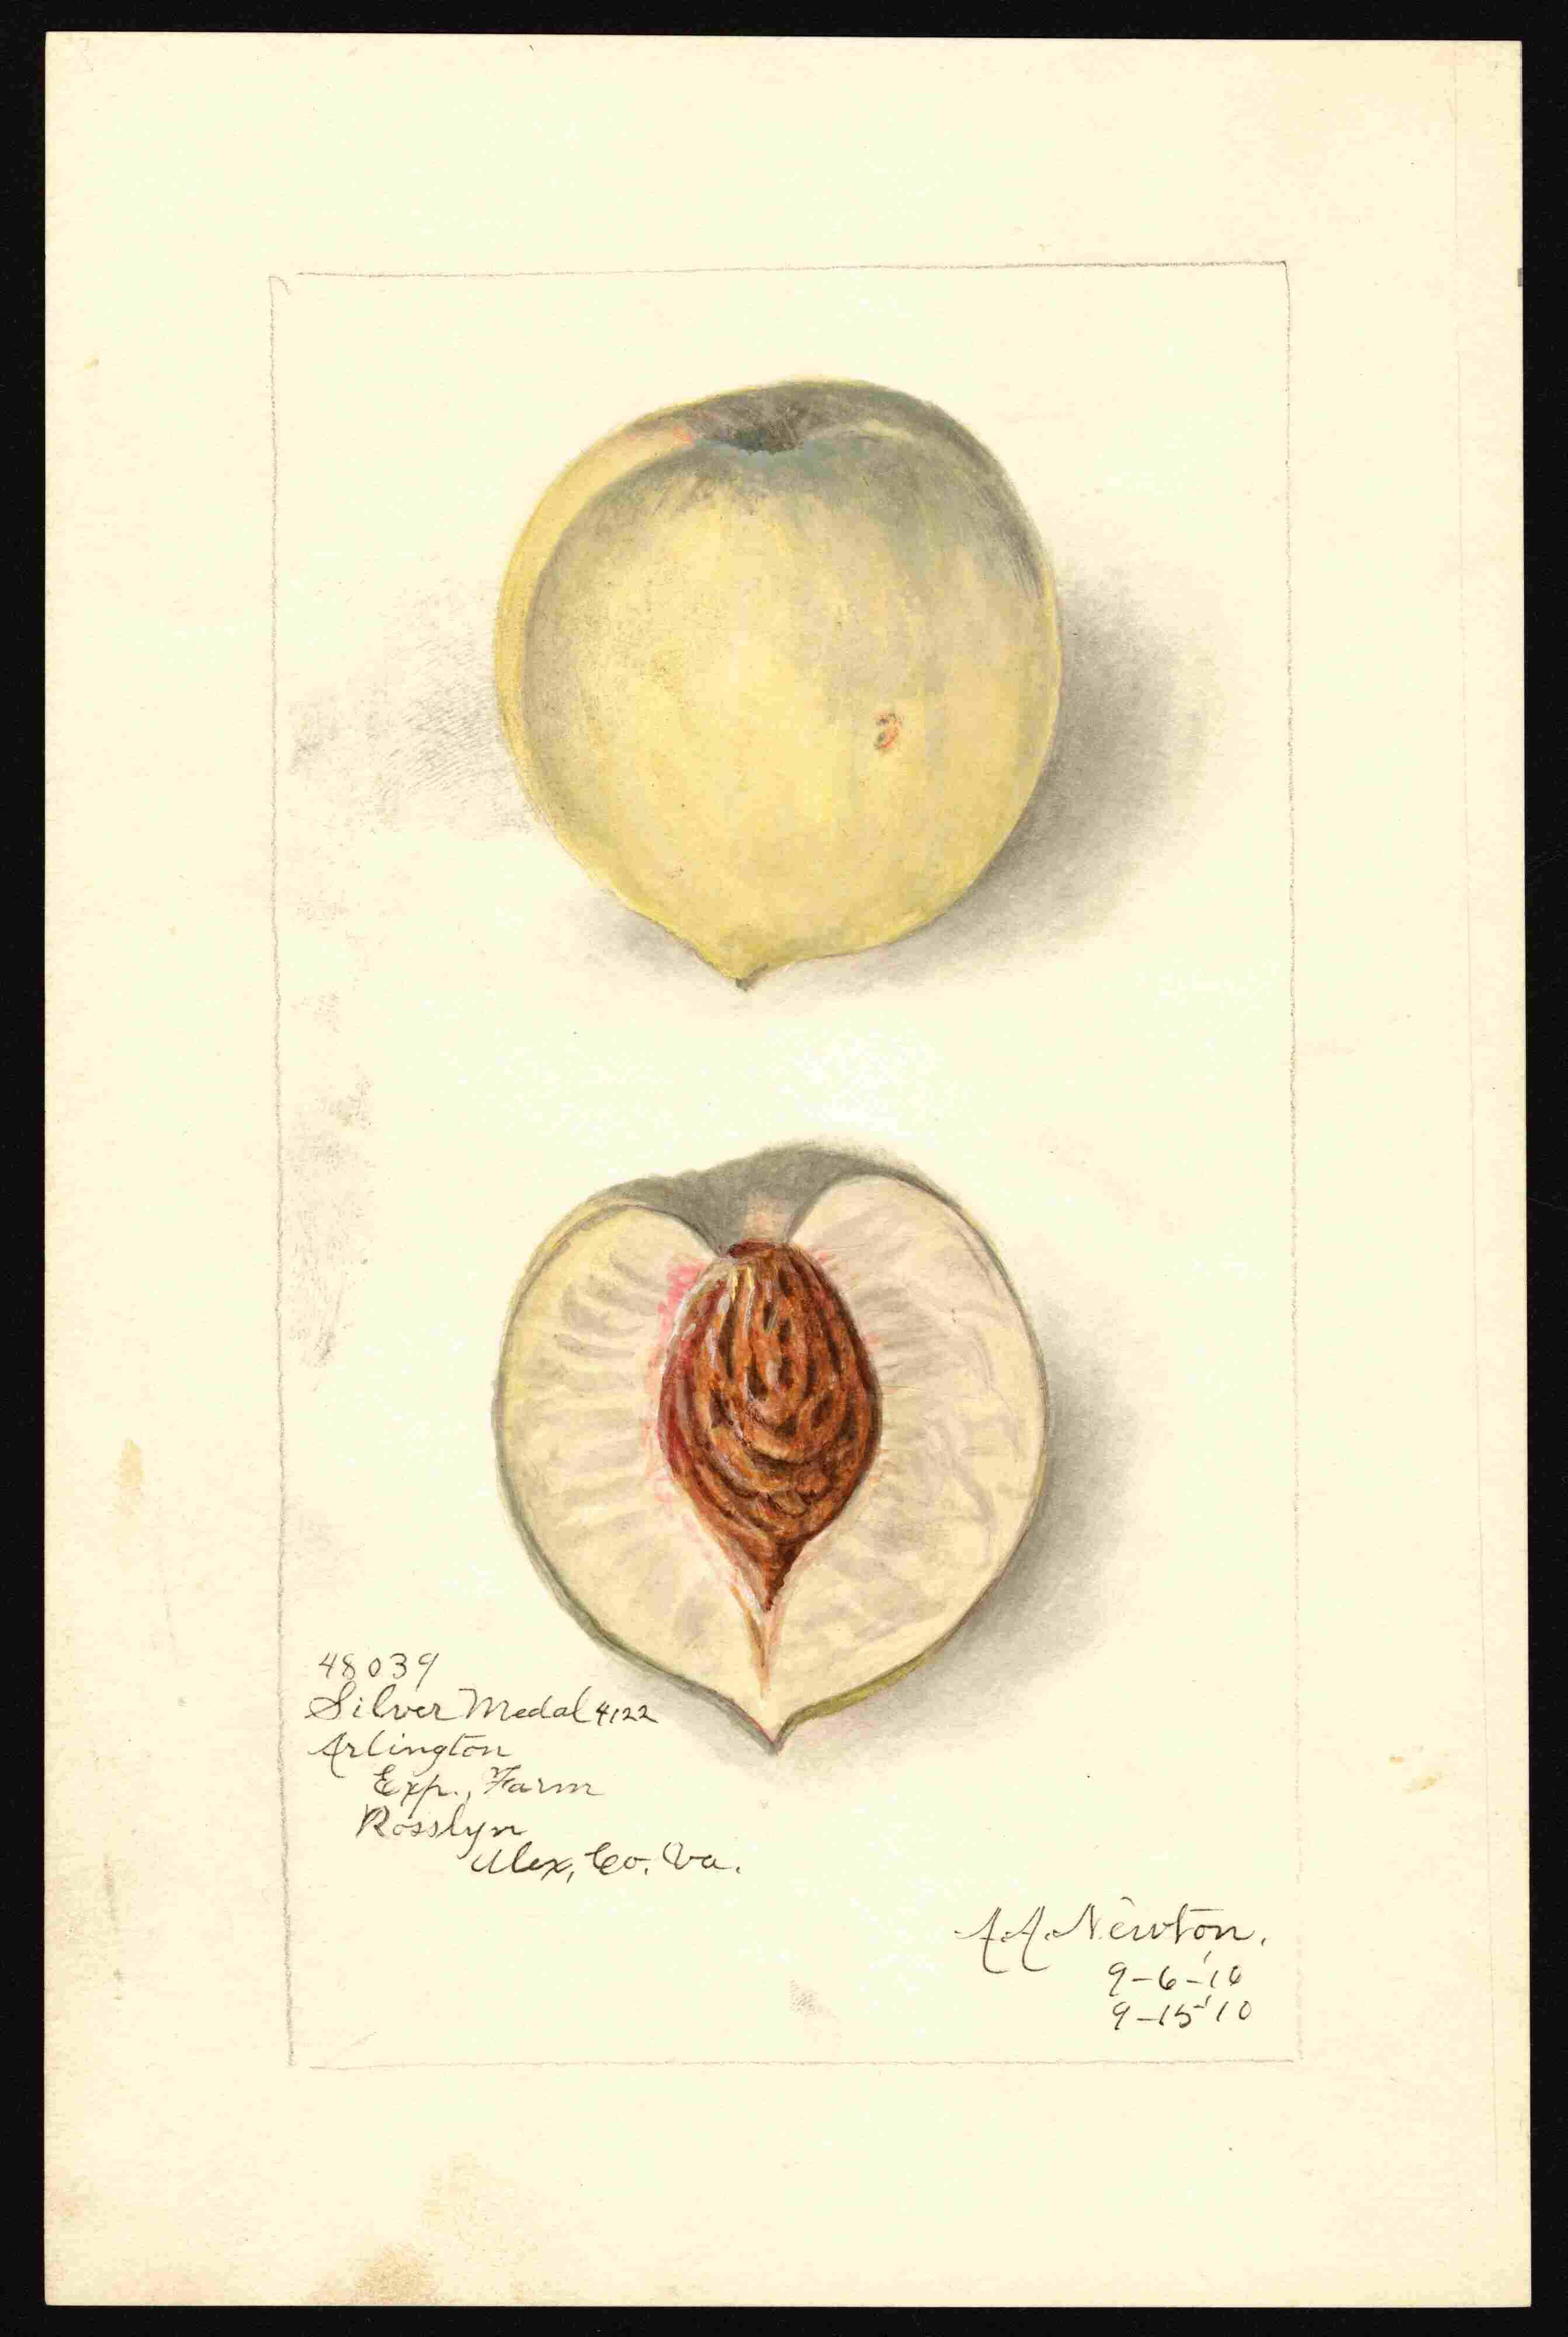 48039
Silver Medal 4122
Arlington
Exp., Farm
Rosslyn
Alex, Co. Va.
A.A. Newton.
9-6-'10
9-15'10